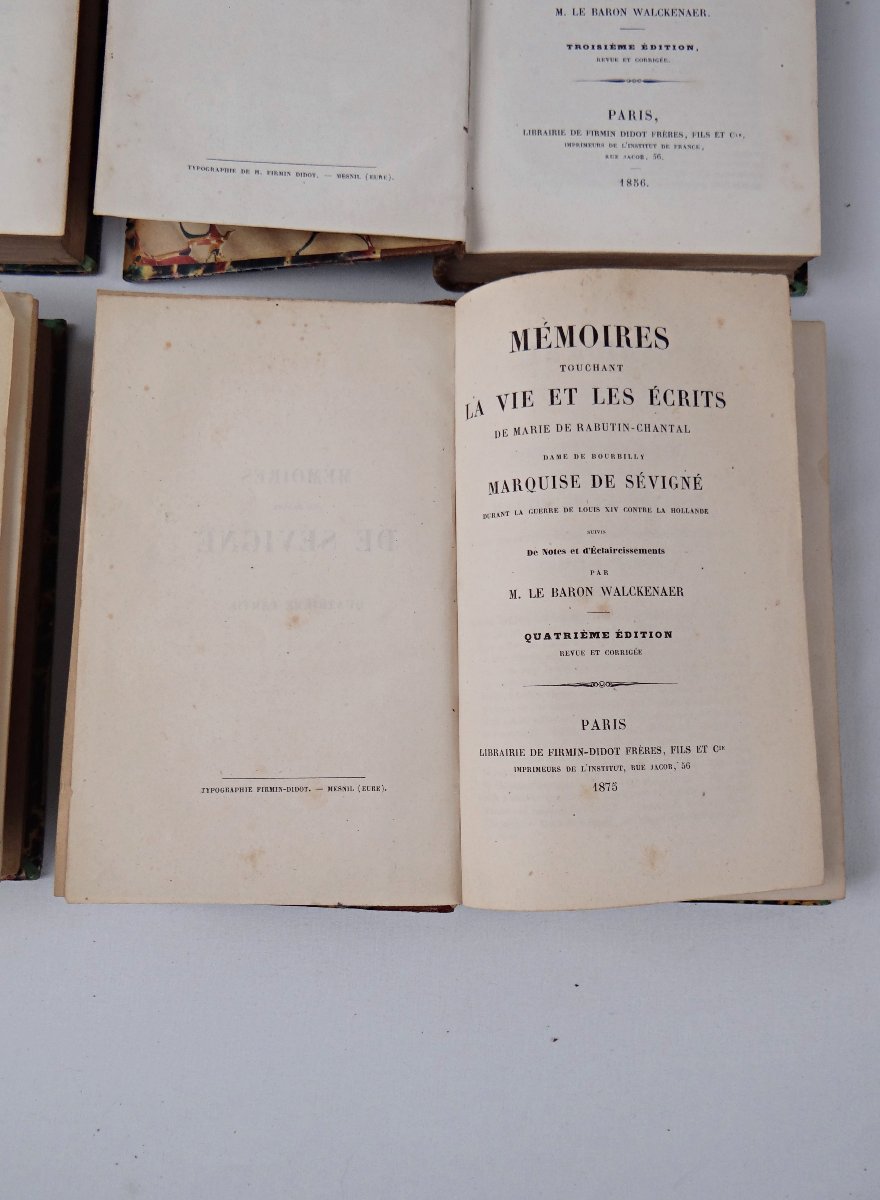 M. LE BARON WALCKENAER.
TROISIÈME ÉDITION,
REVUE ET CORRIGÉE.
PARIS,
LIBRAIRIE DE FIRMIN DIDOT FRÈRES, FILS ET Cie,
IMPRIMEURS DE L'INSTITUT DE FRANCE,
RUE JACOB, 56.
1856.
TYPOGRAPHIE DE H. FIRMIN DIDOT. — MESNIL (EURE).
MÉMOIRES
DE SÉVIGNÉ
TYPOGRAPHIE FIRMIN-DIDOT. — MESNIL (EURE).
MÉMOIRES
TOUCHANT
LA VIE ET LES ÉCRITS
DE MARIE DE RABUTIN-CHANTAL
DAME DE BOURBILLY
MARQUISE DE SÉVIGNÉ
DURANT LA GUERRE DE LOUIS XIV CONTRE LA HOLLANDE
SUIVIS
De Notes et d'Éclaircissements
PAR
M. LE BARON WALCKENAER
QUATRIÈME ÉDITION
REVUE ET CORRIGÉE
PARIS
LIBRAIRIE DE FIRMIN-DIDOT FRÈRES, FILS ET Cie
IMPRIMEURS DE L'INSTITUT, RUE JACOB, 56
1875